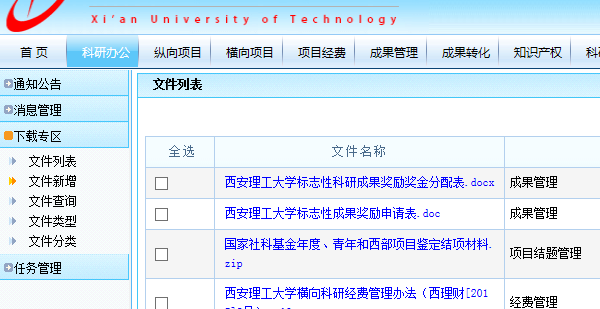 Xi'an University of Technology
首 页 科研办公 纵向项目 横向项目 项目经费 成果管理 成果转化 知识产权
通知公告
消息管理
下载专区
文件列表
文件新增
文件查询
文件类型
文件分类
任务管理
文件列表
全选 文件名称
西安理工大学标志性科研成果奖励奖金分配表.docx 成果管理
西安理工大学标志性成果奖励申请表.doc 成果管理
国家社科基金年度、青年和西部项目鉴定结项材料.
zip 项目结题管理
西安理工大学横向科研经费管理办法（西理财[201 经费管理